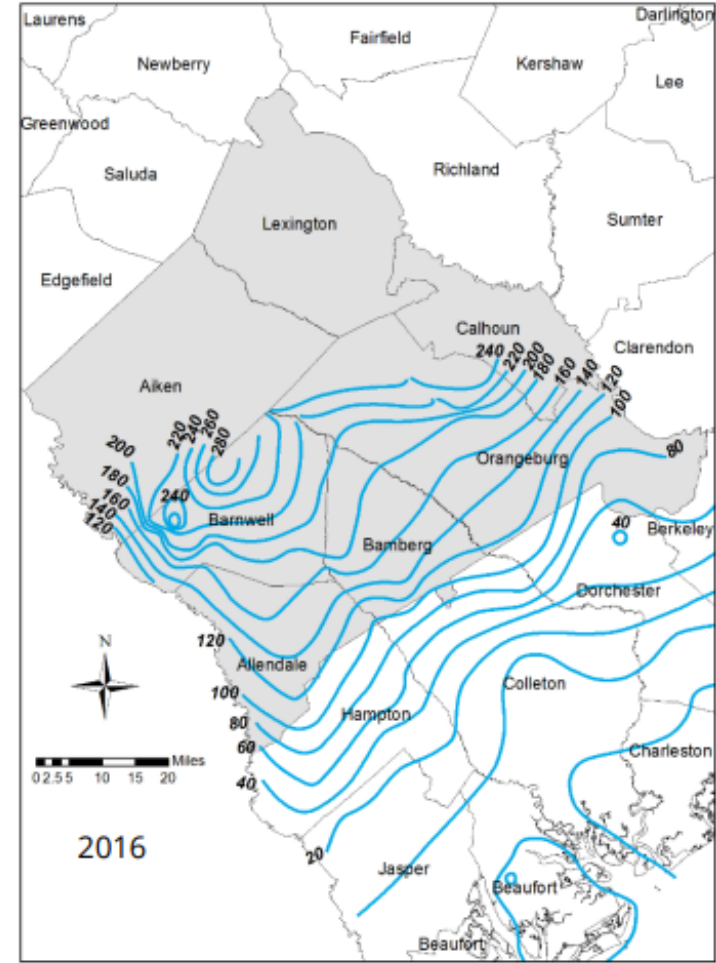 Laurens
Darlington
Fairfield
Newberry
Kershaw
Lee
Greenwood
Saluda
Richland
Lexington
Sumter
Edgefield
Calhoun
Clarendon
240
220
200
180
160
140
120
100
Aiken
200
220
240
260
280
180
160
140
120
240
Orangeburg
80
Barnwell
Bamberg
40
Berkeley
Dorchester
N
120
Allendale
Colleton
100
Hampton
80
60
40
Charleston
Miles
0 2.5 5 10 15 20
2016
20
Jasper
Beaufort
Beaufort